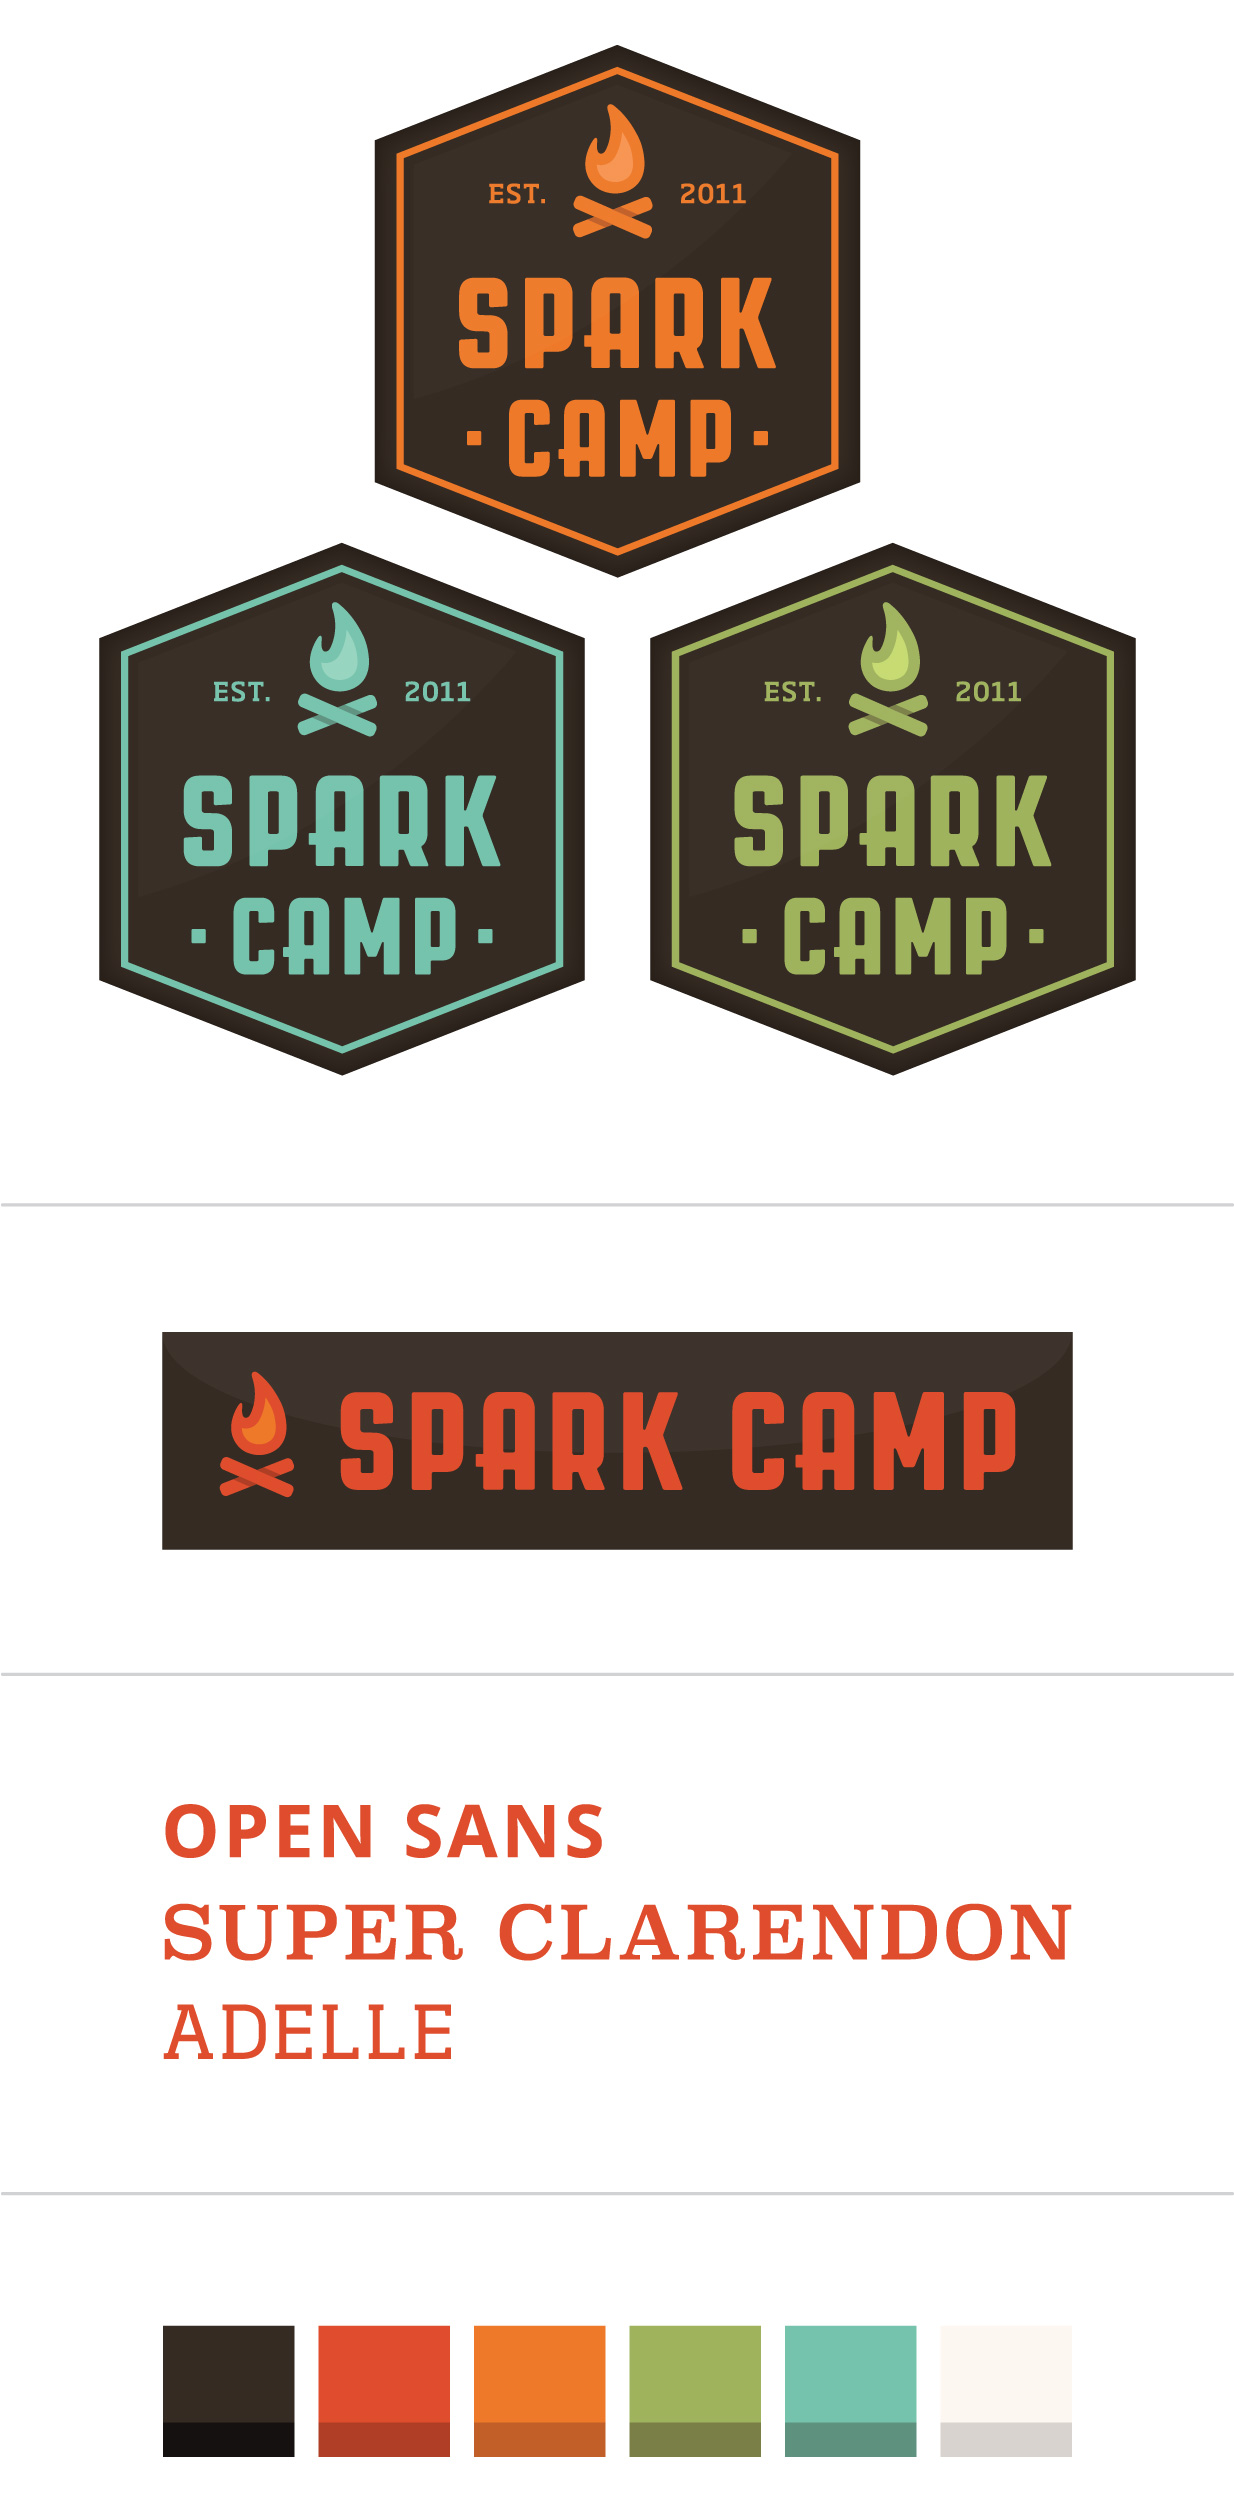 EST. 2011
SPARK
· CAMP ·
EST. 2011
SPARK
· CAMP ·
EST. 2011
SPARK
· CAMP ·
SPARK CAMP
OPEN SANS
SUPER CLARENDON
ADELLE